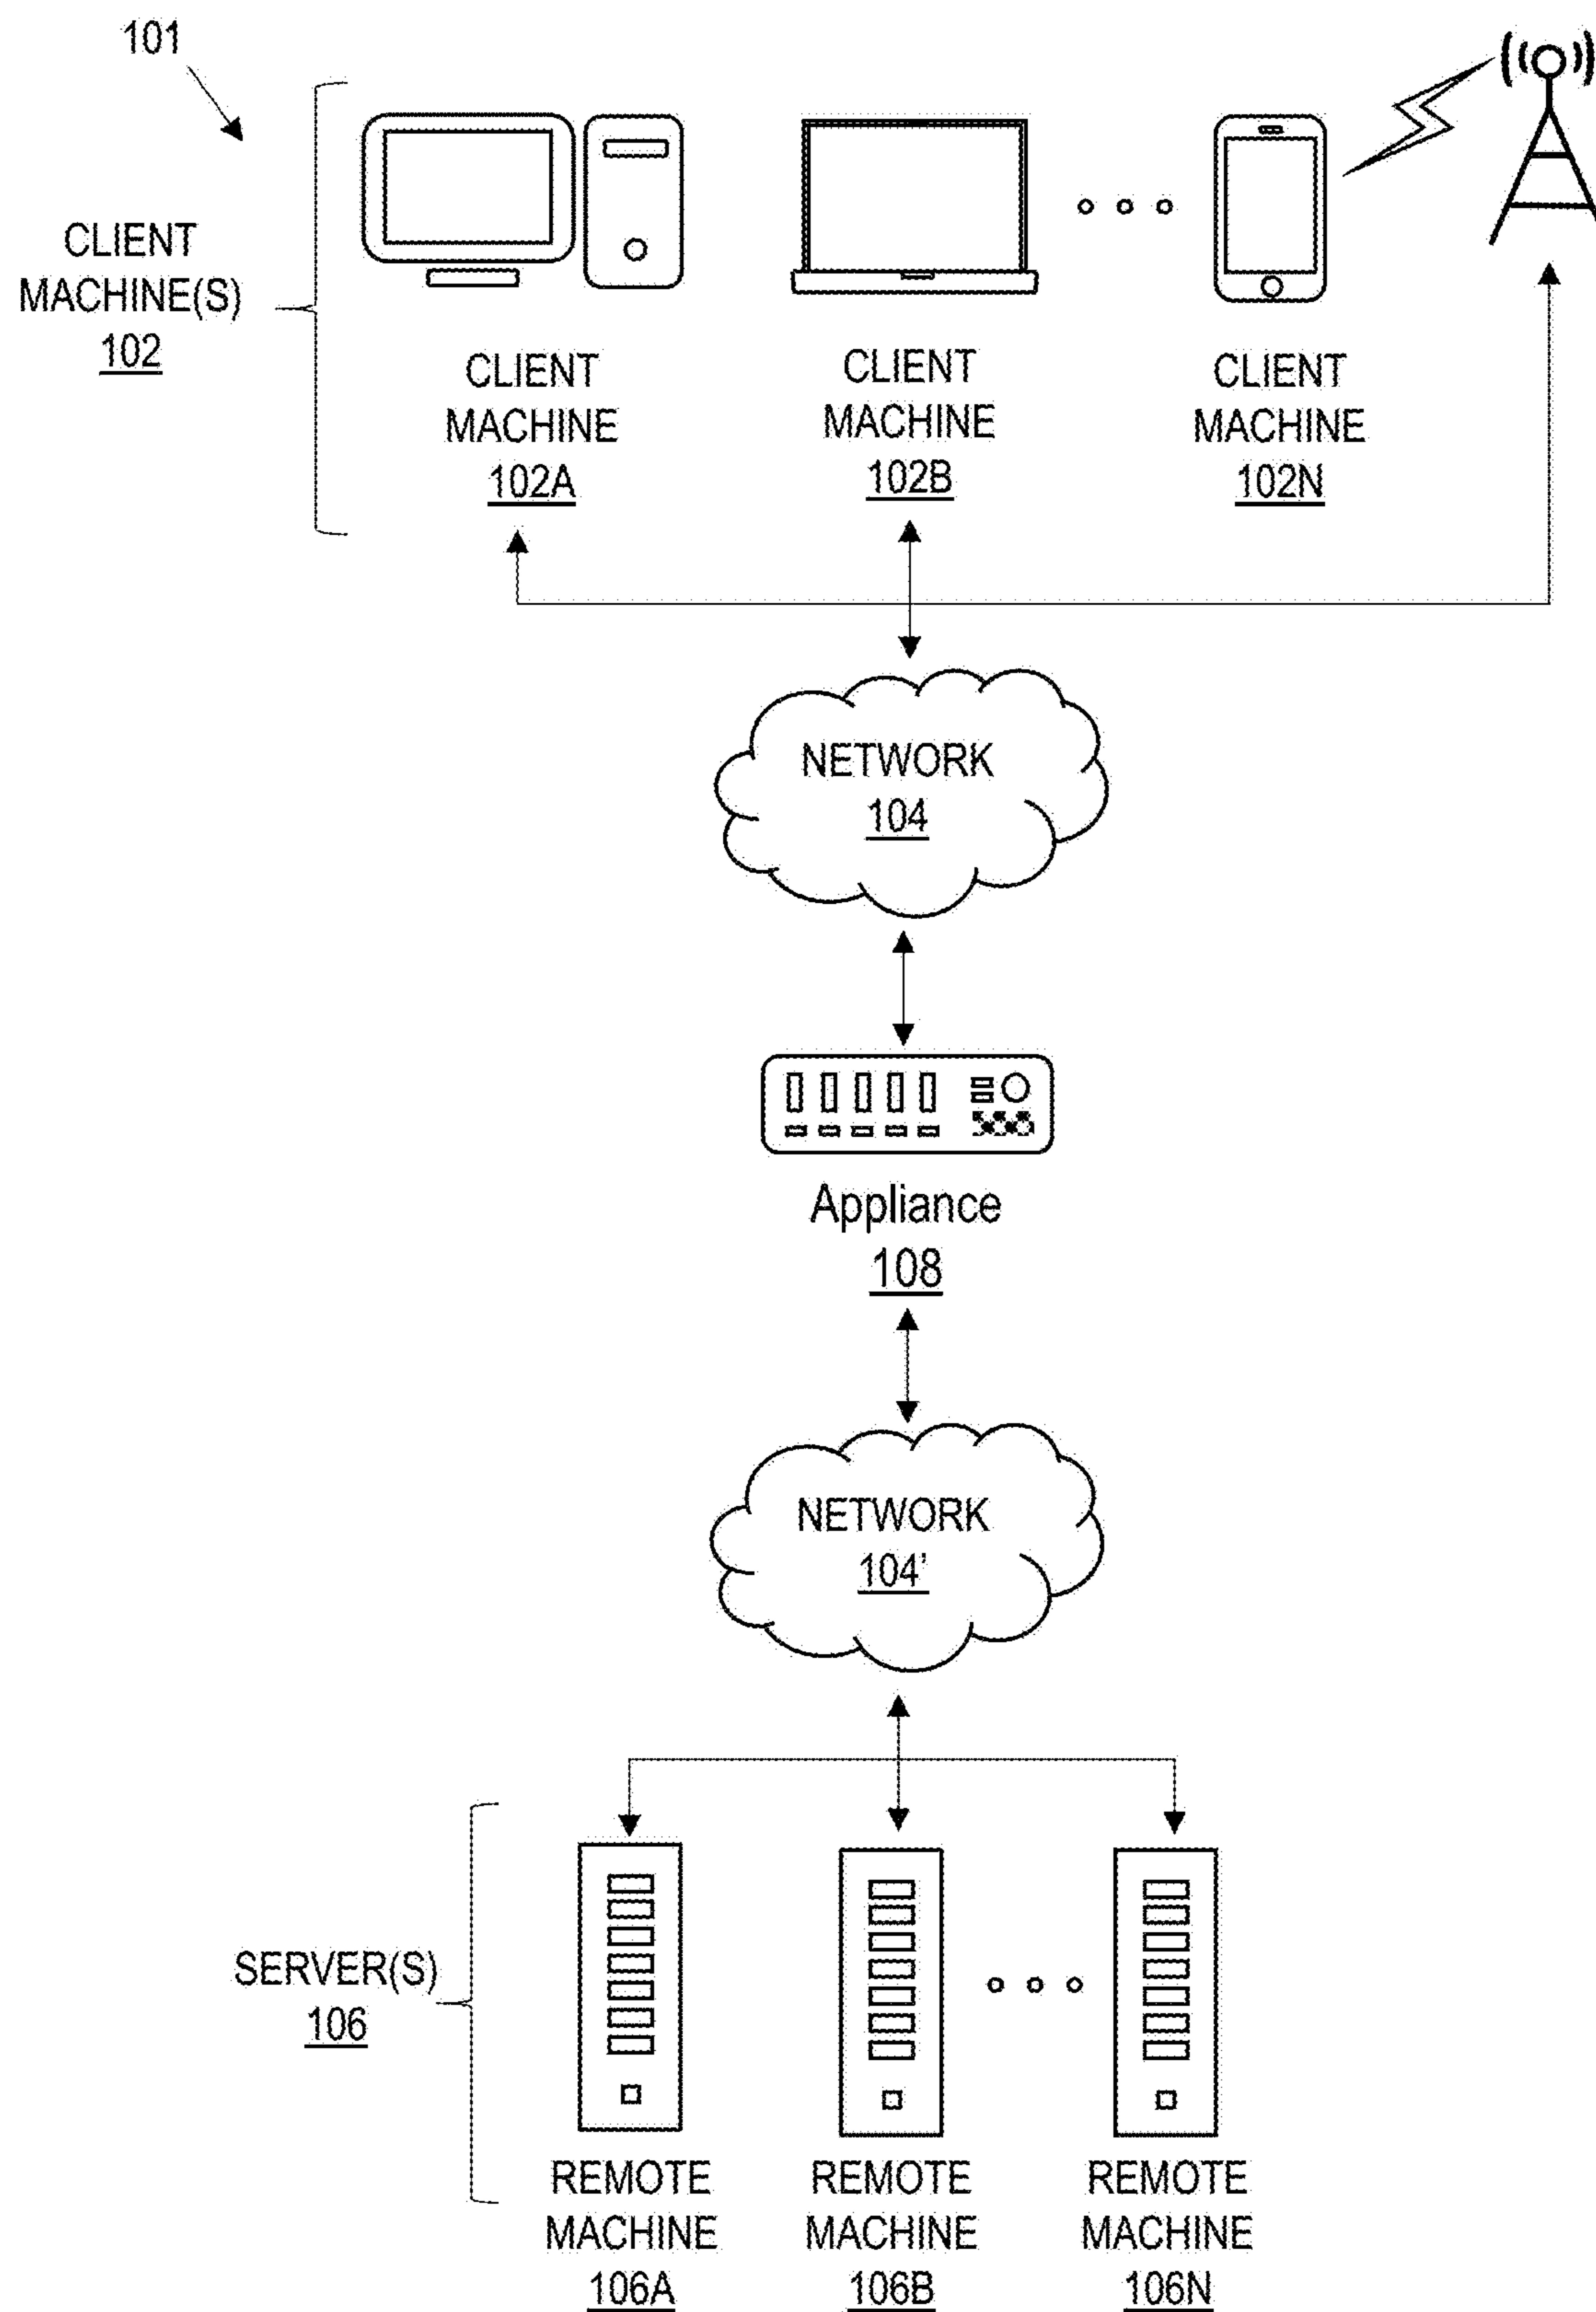 101
CLIENT
MACHINE(S)
102
CLIENT
MACHINE
102A
CLIENT
MACHINE
102B
CLIENT
MACHINE
102N
NETWORK
104
Appliance
108
NETWORK
104'
SERVER(S)
106
REMOTE
MACHINE
106A
REMOTE
MACHINE
106B
REMOTE
MACHINE
106N